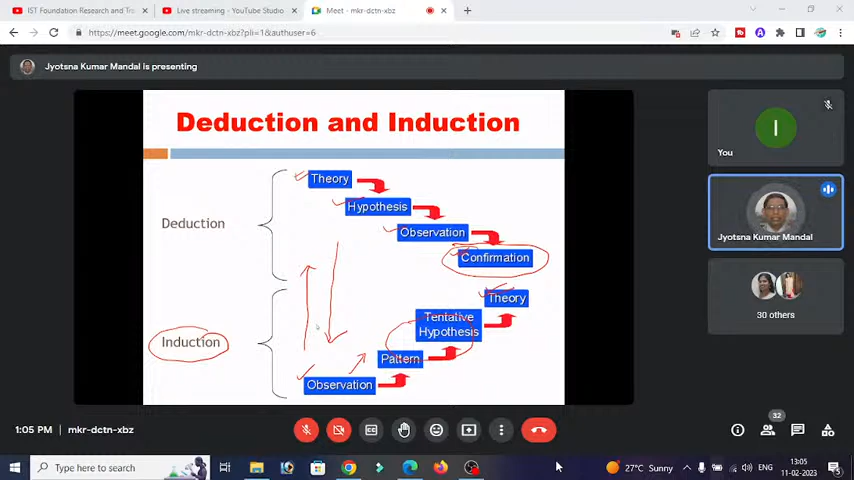 IST Foundation Research and Tra
Live streaming - YouTube Studio
Meet - mkr-dctn-xbz
https://meet.google.com/mkr-dctn-xbz?pli=1&authuser=6
Jyotsna Kumar Mandal is presenting
Deduction and Induction
Theory
Hypothesis
Deduction
Observation
Confirmation
Theory
Tentative
Hypothesis
Induction
Pattern
Observation
I
You
Jyotsna Kumar Mandal
30 others
1:05 PM
mkr-dctn-xbz
32
Type here to search
27°C Sunny
ENG
13:05
11-02-2023